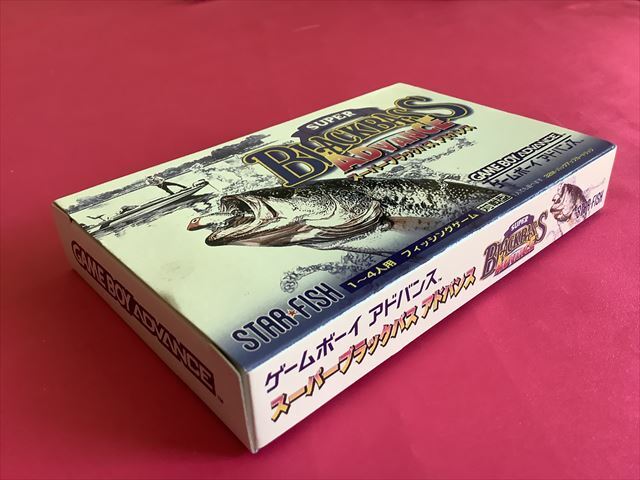 SUPER
BLACKBASS
ADVANCE
スーパーブラックバス アドバンス
GAME BOY ADVANCE
ゲームボーイ アドバンス
1〜4人用 フィッシングゲーム
STAR★FISH
GAME BOY ADVANCE
ゲームボーイ アドバンス™
スーパーブラックバス アドバンス
SUPER
BLACKBASS
ADVANCE
STAR★FISH